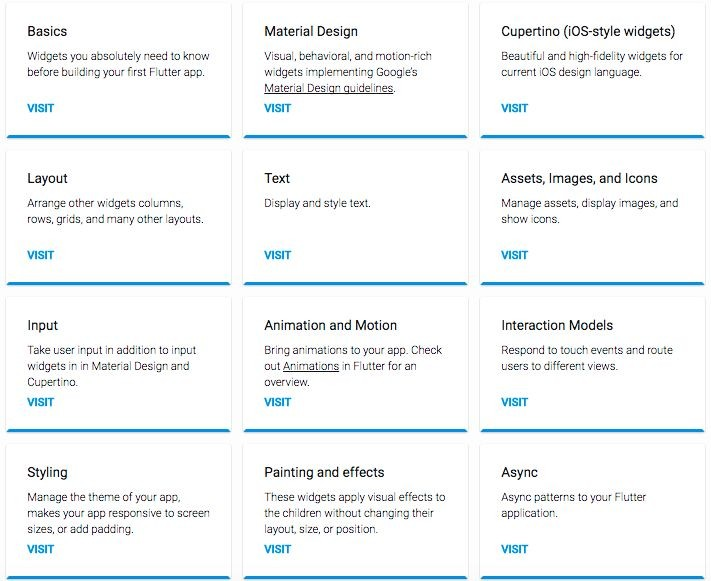 Basics
Widgets you absolutely need to know
before building your first Flutter app.
VISIT
Material Design
Visual, behavioral, and motion-rich
widgets implementing Google's
Material Design guidelines.
VISIT
Cupertino (iOS-style widgets)
Beautiful and high-fidelity widgets for
current iOS design language.
VISIT
Layout
Arrange other widgets columns,
rows, grids, and many other layouts.
VISIT
Text
Display and style text.
VISIT
Assets, Images, and Icons
Manage assets, display images, and
show icons.
VISIT
Input
Take user input in addition to input
widgets in in Material Design and
Cupertino.
VISIT
Animation and Motion
Bring animations to your app. Check
out Animations in Flutter for an
overview.
VISIT
Interaction Models
Respond to touch events and route
users to different views.
VISIT
Styling
Manage the theme of your app,
makes your app responsive to screen
sizes, or add padding.
VISIT
Painting and effects
These widgets apply visual effects to
the children without changing their
layout, size, or position.
VISIT
Async
Async patterns to your Flutter
application.
VISIT